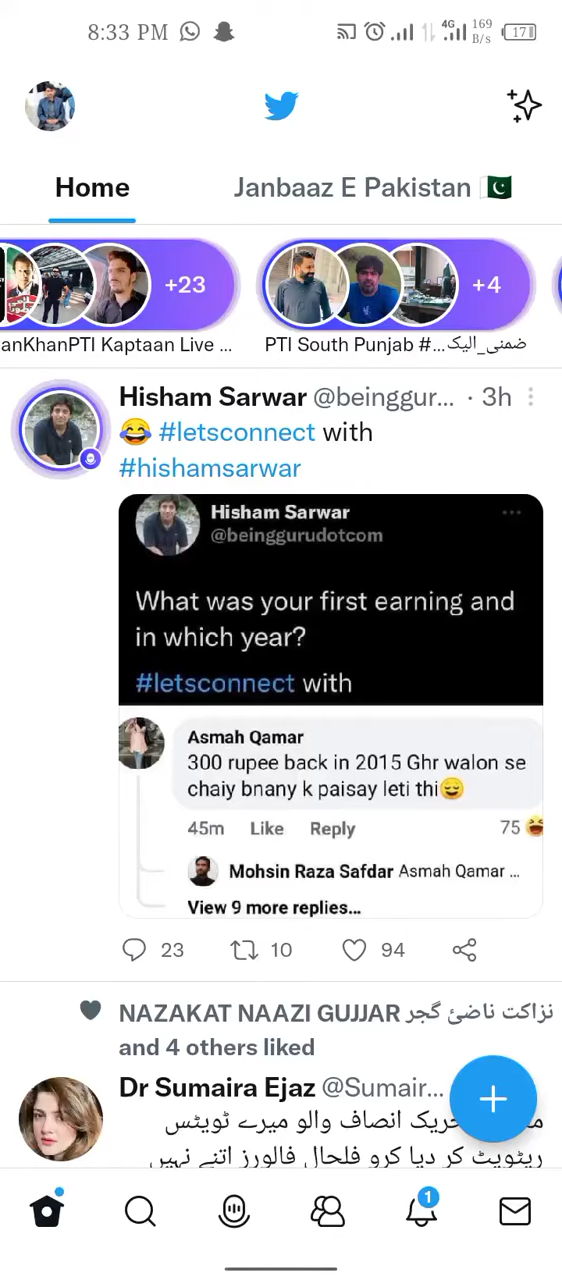 8:33 PM 4G 169 B/s 17
Home Janbaaz E Pakistan 🇵🇰
+23 +4
anKhanPTI Kaptaan Live ... PTI South Punjab #...ضمنی_الیک
Hisham Sarwar @beinggur... · 3h
😂 #letsconnect with
#hishamsarwar
Hisham Sarwar
@beinggurudotcom
What was your first earning and
in which year?
#letsconnect with
Asmah Qamar
300 rupee back in 2015 Ghr walon se
chaiy bnany k paisay leti thi😌
45m Like Reply 75 😆
Mohsin Raza Safdar Asmah Qamar ...
View 9 more replies...
23 10 94
NAZAKAT NAAZI GUJJAR نزاکت ناضئ گجر
and 4 others liked
Dr Sumaira Ejaz @Sumair...
انصاف والو میرے ٹویٹس
ریٹویٹ کر دیا کرو فلحال فالورز اتنے نہیں
1